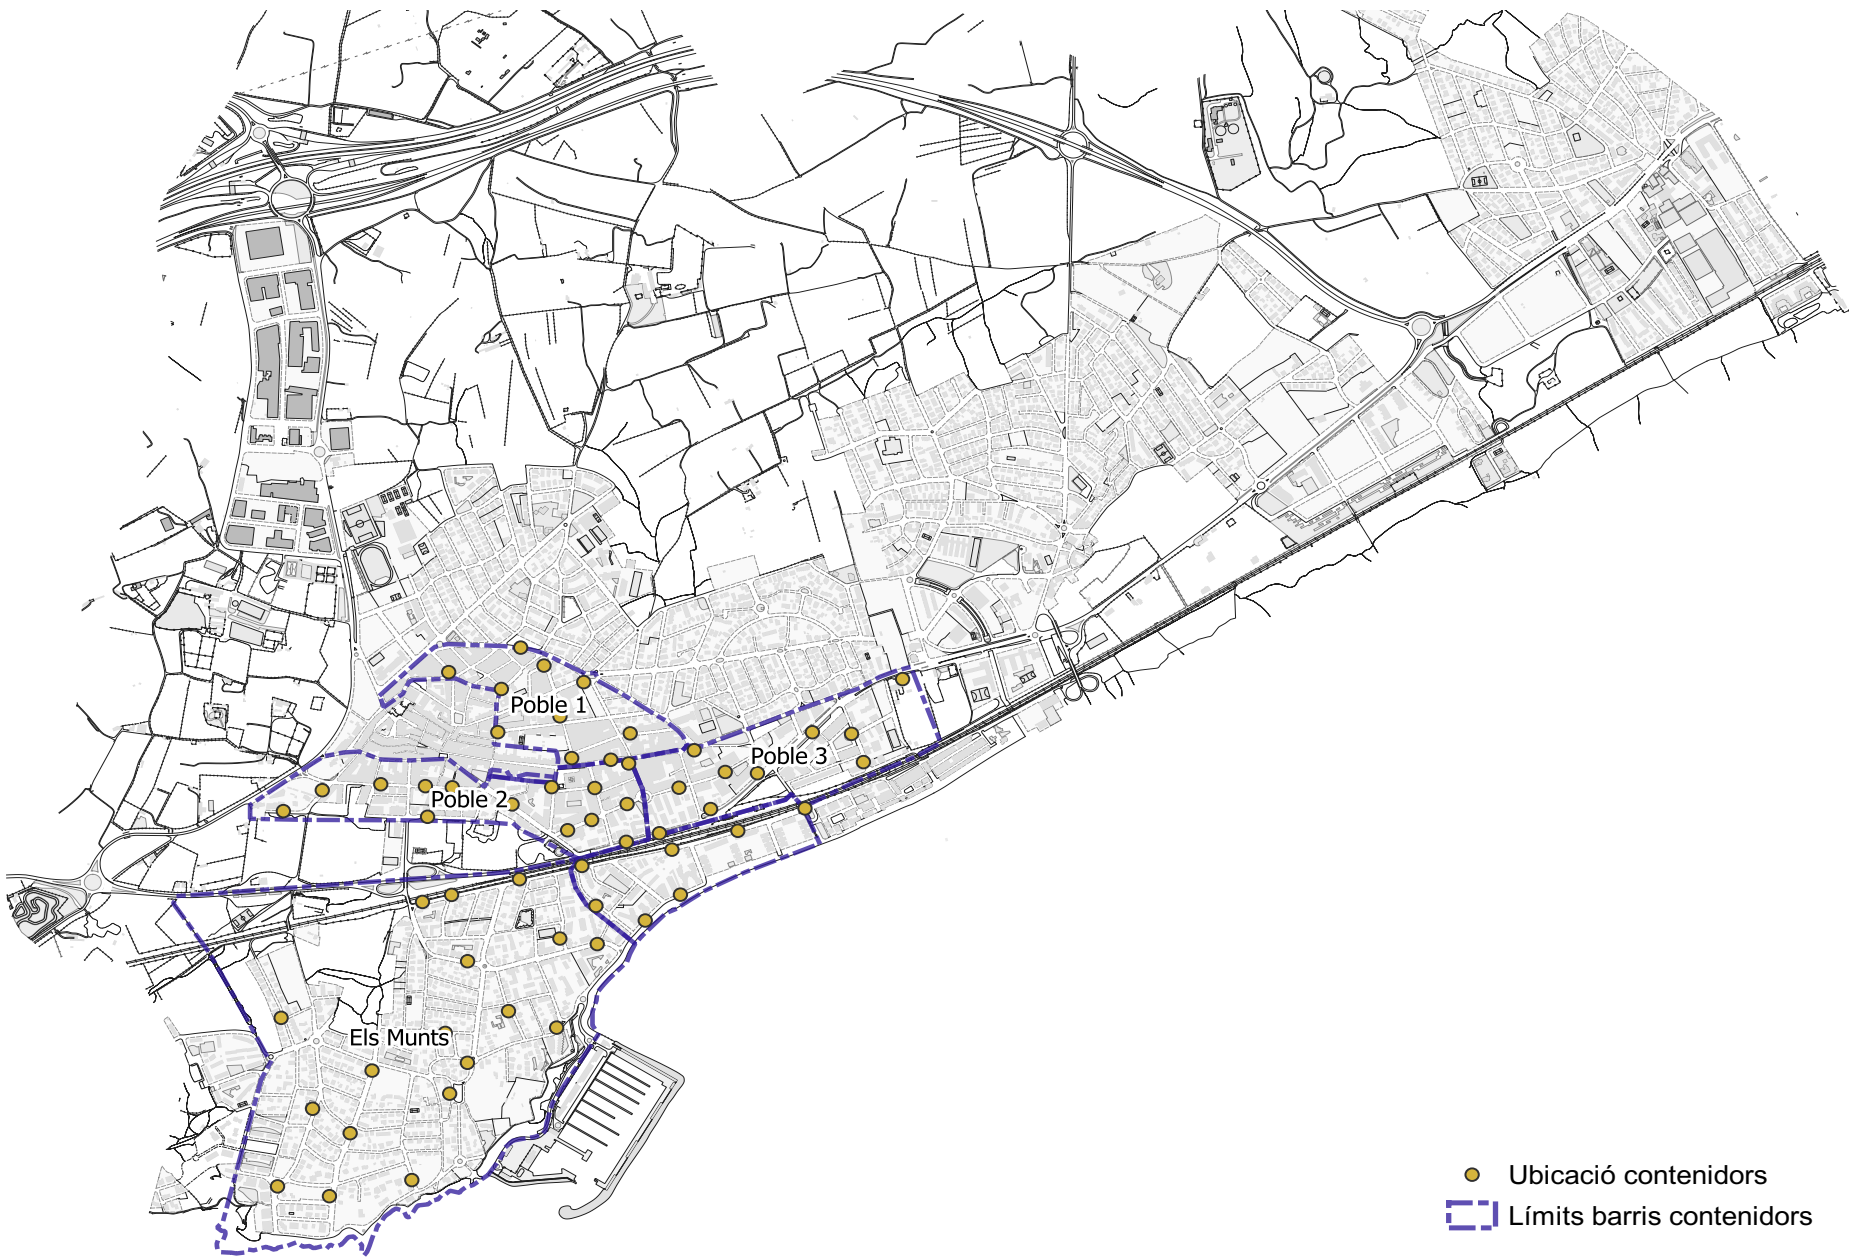 Poble 1
Poble 3
Poble 2
Els Munts
Ubicació contenidors
Límits barris contenidors